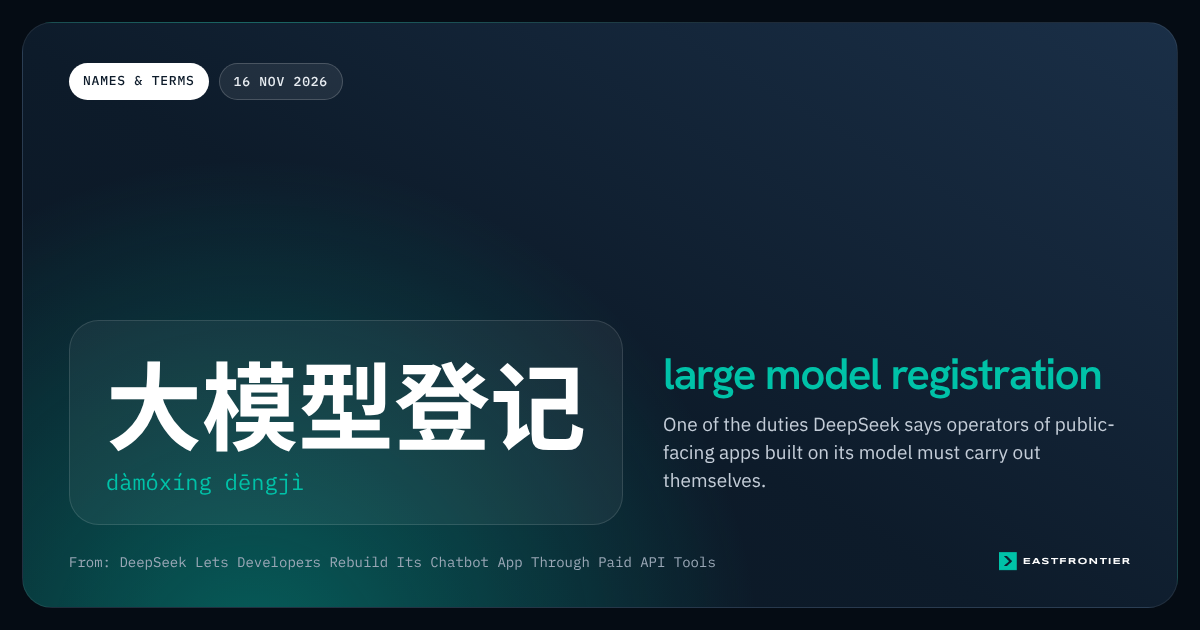 NAMES & TERMS
16 NOV 2026
大模型登记
dàmóxíng dēngjì
large model registration
One of the duties DeepSeek says operators of public-
facing apps built on its model must carry out
themselves.
From: DeepSeek Lets Developers Rebuild Its Chatbot App Through Paid API Tools
EASTFRONTIER